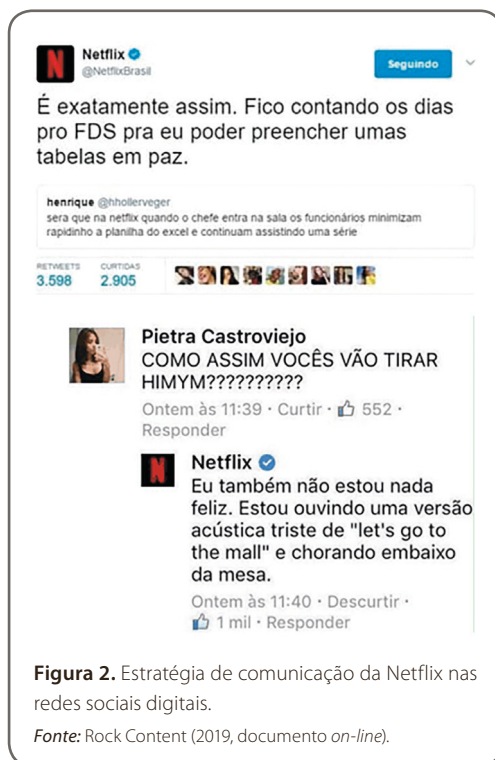 Netflix
@NetflixBrasil
Seguindo
É exatamente assim. Fico contando os dias
pro FDS pra eu poder preencher umas
tabelas em paz.
henrique @hhollerveger
sera que na netflix quando o chefe entra na sala os funcionários minimizam
rapidinho a planilha do excel e continuam assistindo uma série
RETWEETS
3.598
CURTIDAS
2.905
Pietra Castroviejo
COMO ASSIM VOCÊS VÃO TIRAR
HIMYM??????????
Ontem às 11:39 · Curtir · 552 ·
Responder
Netflix
Eu também não estou nada
feliz. Estou ouvindo uma versão
acústica triste de "let's go to
the mall" e chorando embaixo
da mesa.
Ontem às 11:40 · Descurtir ·
1 mil · Responder
Figura 2. Estratégia de comunicação da Netflix nas
redes sociais digitais.
Fonte: Rock Content (2019, documento on-line).